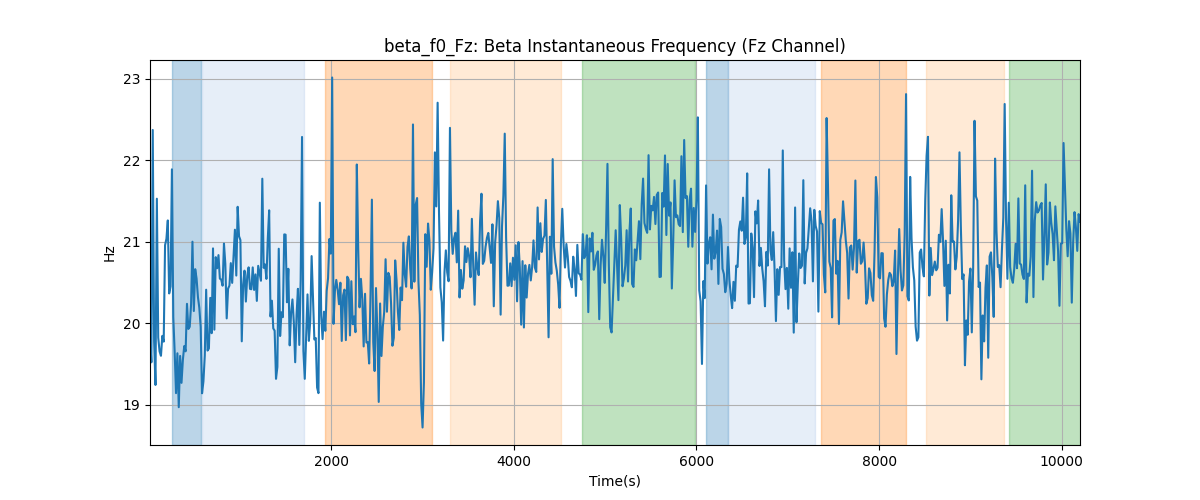 beta_f0_Fz: Beta Instantaneous Frequency (Fz Channel)
23
22
21
20
19
Hz
2000 4000 6000 8000 10000
Time(s)